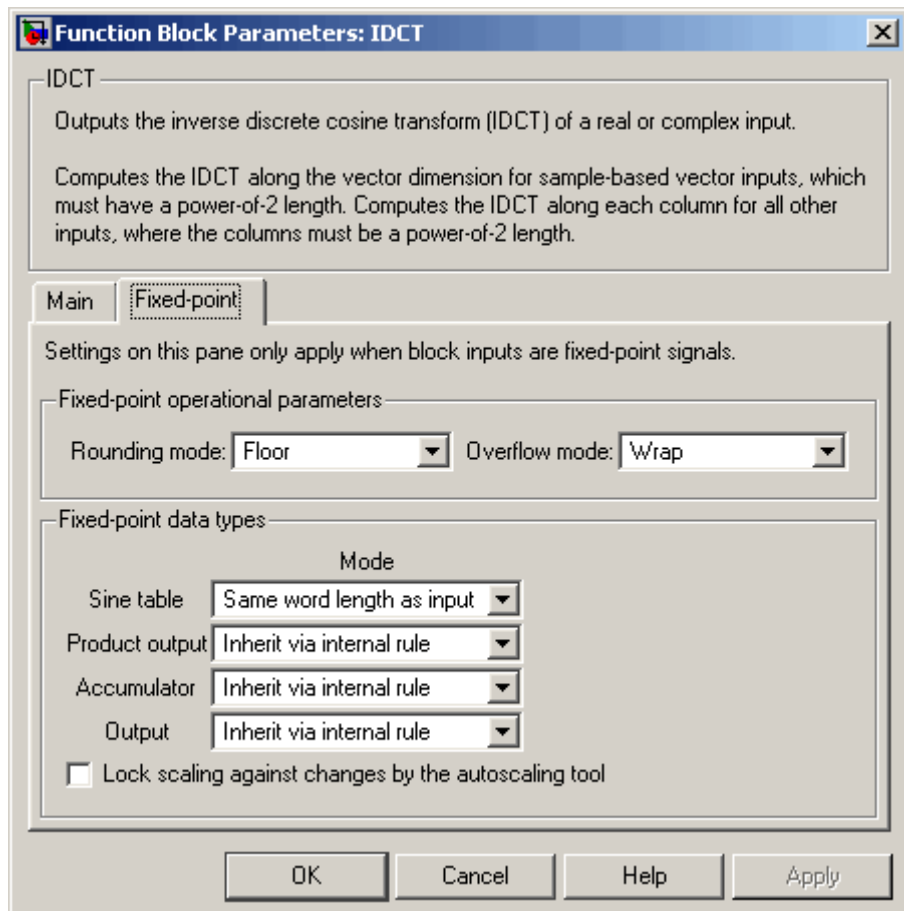 Function Block Parameters: IDCT
IDCT
Outputs the inverse discrete cosine transform (IDCT) of a real or complex input.
Computes the IDCT along the vector dimension for sample-based vector inputs, which
must have a power-of-2 length. Computes the IDCT along each column for all other
inputs, where the columns must be a power-of-2 length.
Main Fixed-point
Settings on this pane only apply when block inputs are fixed-point signals.
Fixed-point operational parameters
Rounding mode: Floor Overflow mode: Wrap
Fixed-point data types
Mode
Sine table Same word length as input
Product output Inherit via internal rule
Accumulator Inherit via internal rule
Output Inherit via internal rule
Lock scaling against changes by the autoscaling tool
OK Cancel Help Apply